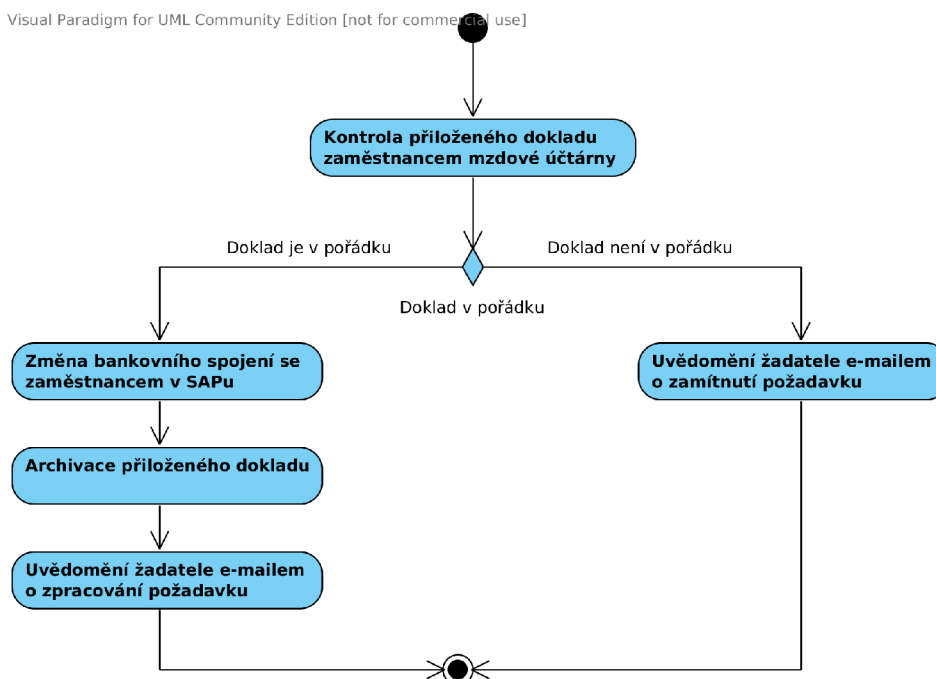 Visual Paradigm for UML Community Edition [not for commercial use]
Kontrola přiloženého dokladu
zaměstnancem mzdové účtárny
Doklad je v pořádku
Doklad není v pořádku
Doklad v pořádku
Změna bankovního spojení se
zaměstnancem v SAPu
Uvědomění žadatele e-mailem
o zamítnutí požadavku
Archivace přiloženého dokladu
Uvědomění žadatele e-mailem
o zpracování požadavku